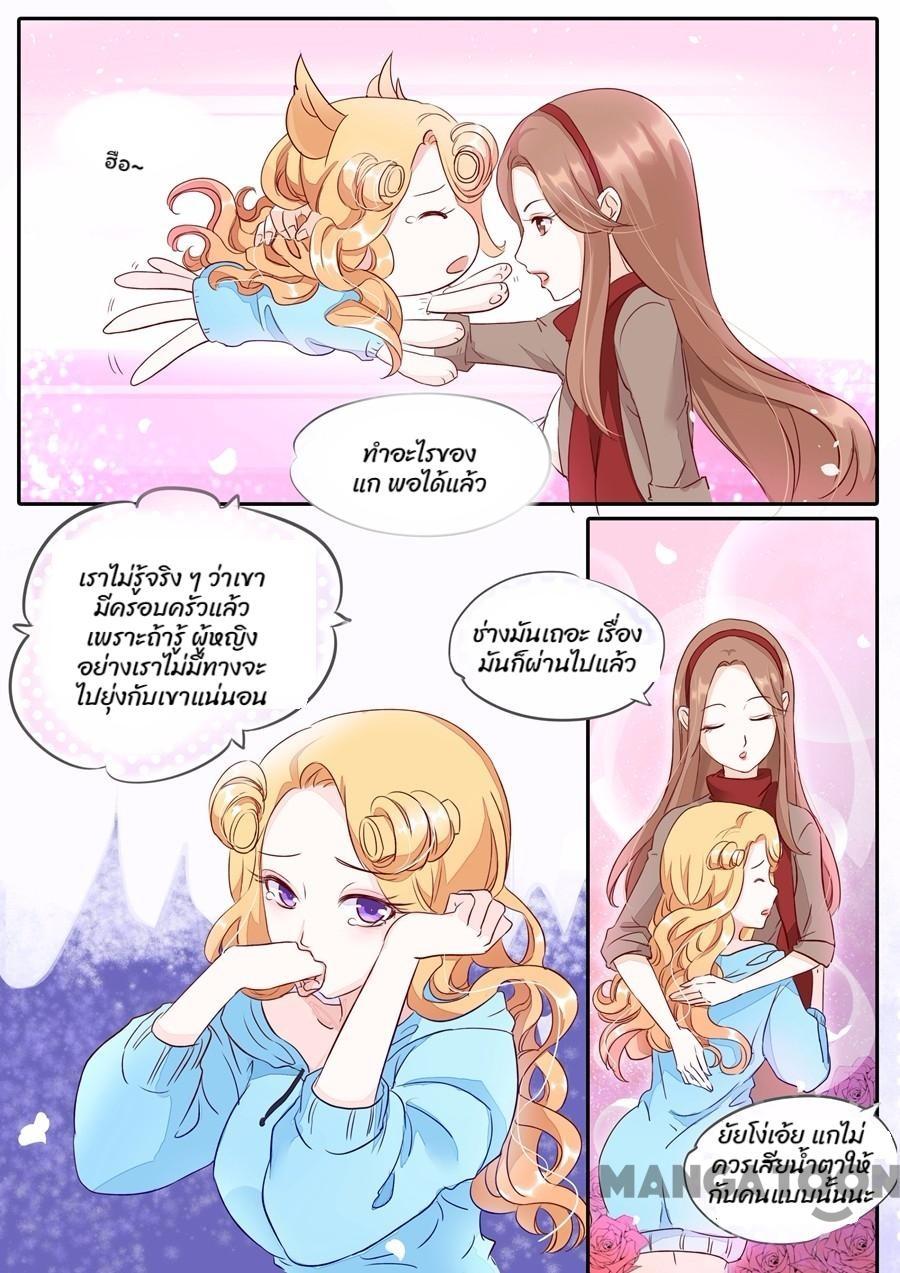 ฮือ~
ทำอะไรของ
แก พอได้แล้ว
เราไม่รู้จริง ๆ ว่าเขา
มีครอบครัวแล้ว
เพราะถ้ารู้ ผู้หญิง
อย่างเราไม่มีทางจะ
ไปยุ่งกับเขาแน่นอน
ช่างมันเถอะ เรื่อง
มันก็ผ่านไปแล้ว
ยัยโง่เอ้ย แกไม่
ควรเสียน้ำตาให้
กับคนแบบนั้นนะ
MANGATOON